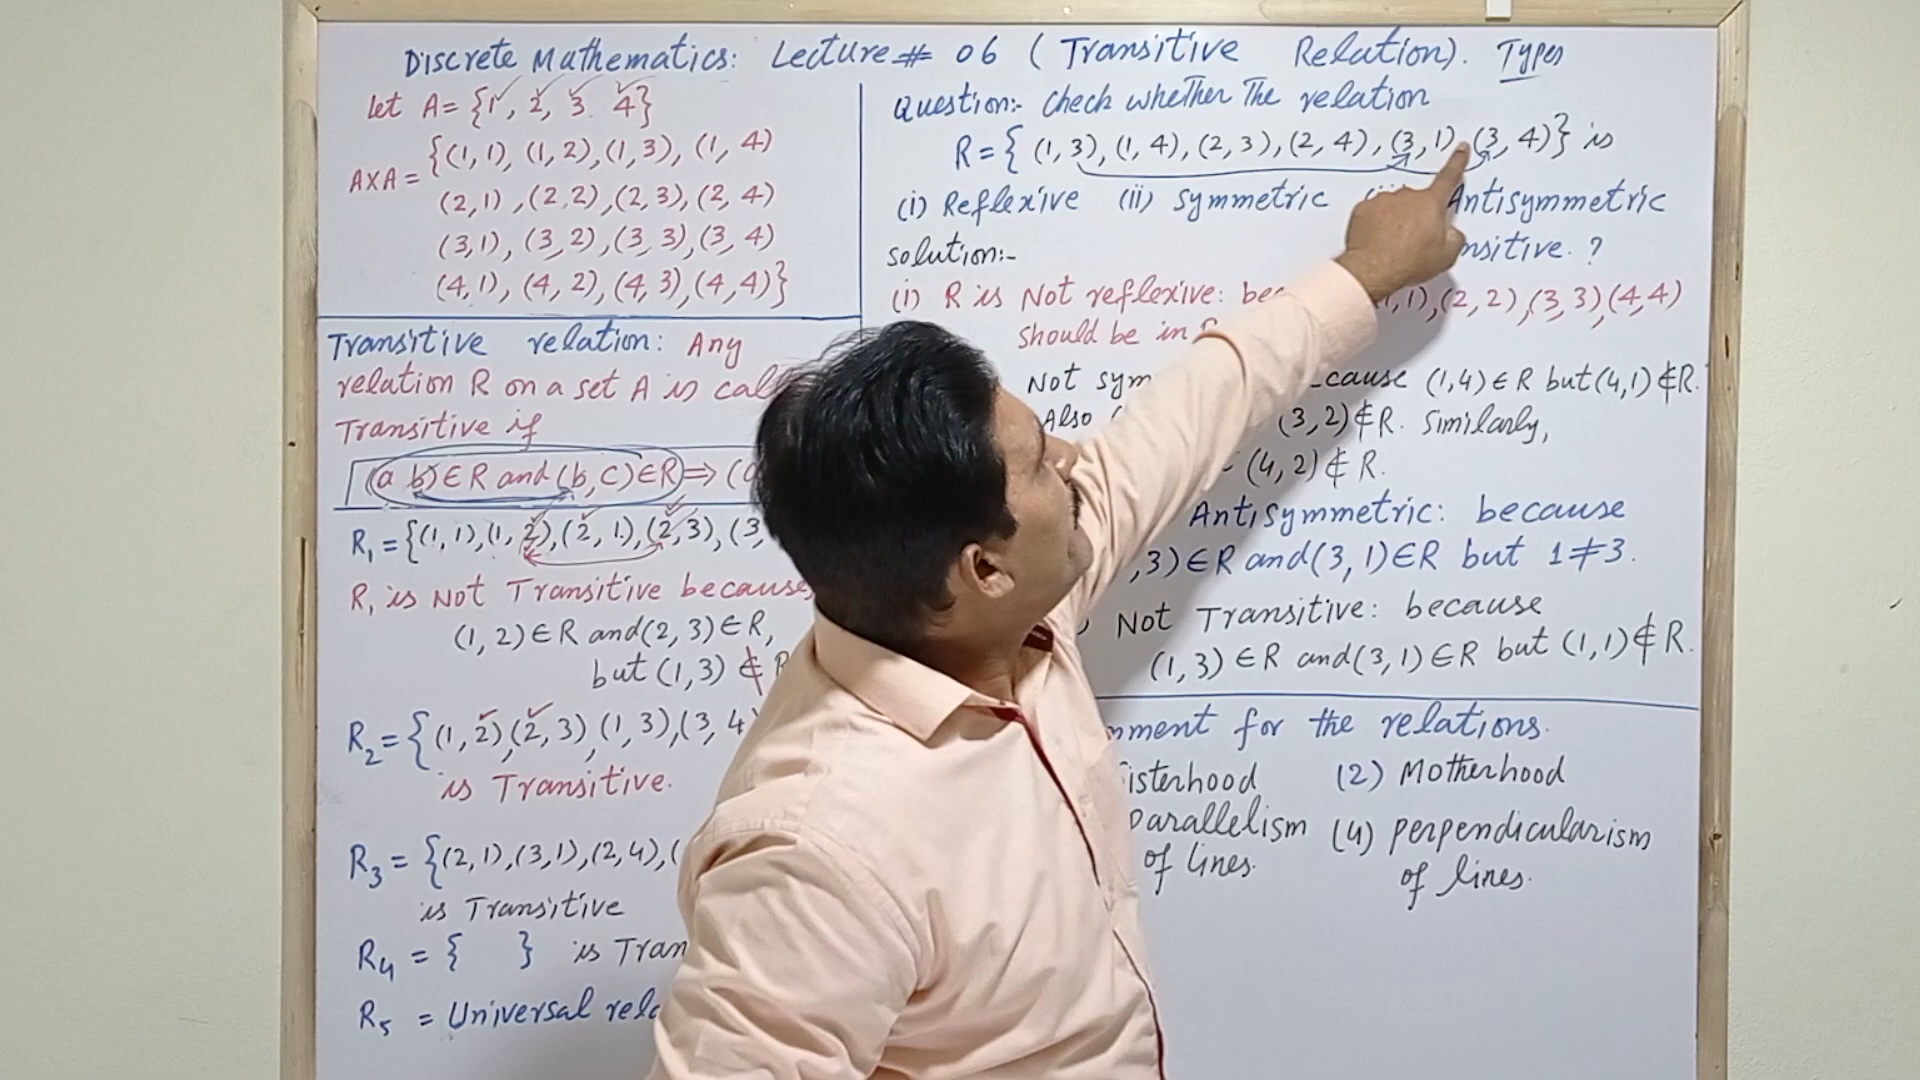 Discrete Mathematics: Lecture # 06 (Transitive Relation). Types
let A = {1, 2, 3. 4}
AXA = {(1, 1), (1, 2), (1, 3), (1, 4)
(2, 1), (2, 2), (2, 3), (2, 4)
(3, 1), (3, 2), (3, 3), (3, 4)
(4, 1), (4, 2), (4, 3), (4, 4)}
Transitive relation: Any
relation R on a set A is
Transitive if
(a b) ∈ R and (b, c) ∈ R ⇒
R₁ = {(1, 1), (1, 2), (2, 1), (2, 3), (3,
R₁ is Not Transitive because,
(1, 2) ∈ R and (2, 3) ∈ R,
but (1, 3) ∉ R
R₂ = {(1, 2), (2, 3), (1, 3), (3, 4
is Transitive.
R₃ = {(2, 1), (3, 1), (2, 4), (
is Transitive
R₄ = { } is
R₅ = Universal
Question:- Check whether The relation
R = { (1, 3), (1, 4), (2, 3), (2, 4), (3, 1), (3, 4)} is
(i) Reflexive (ii) symmetric Antisymmetric
nsitive. ?
solution:-
(i) R is Not reflexive: 1), (2, 2), (3, 3) (4, 4)
should be in
Not cause (1, 4) ∈ R but (4, 1) ∉ R.
Also (3, 2) ∉ R. Similarly,
(4, 2) ∉ R.
Antisymmetric: because
, 3) ∈ R and (3, 1) ∈ R but 1 ≠ 3.
Not Transitive: because
(1, 3) ∈ R and (3, 1) ∈ R but (1, 1) ∉ R.
nment for the relations.
isterhood (2) Motherhood
parallelism of lines. (4) perpendicularism of lines.